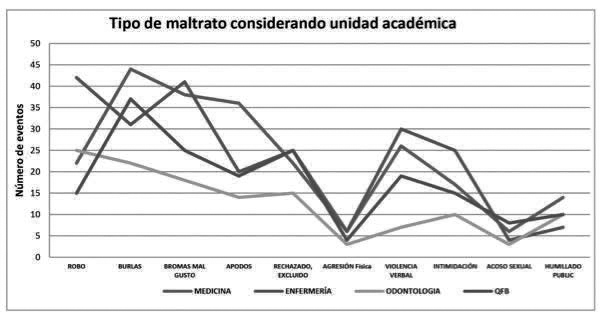 Tipo de maltrato considerando unidad académica
Número de eventos
50
45
40
35
30
25
20
15
10
5
0
ROBO
BURLAS
BROMAS MAL
GUSTO
APODOS
RECHAZADO,
EXCLUIDO
AGRESIÓN Física
VIOLENCIA
VERBAL
INTIMIDACIÓN
ACOSO SEXUAL
HUMILLADO
PUBLIC
MEDICINA
ENFERMERÍA
ODONTOLOGIA
QFB